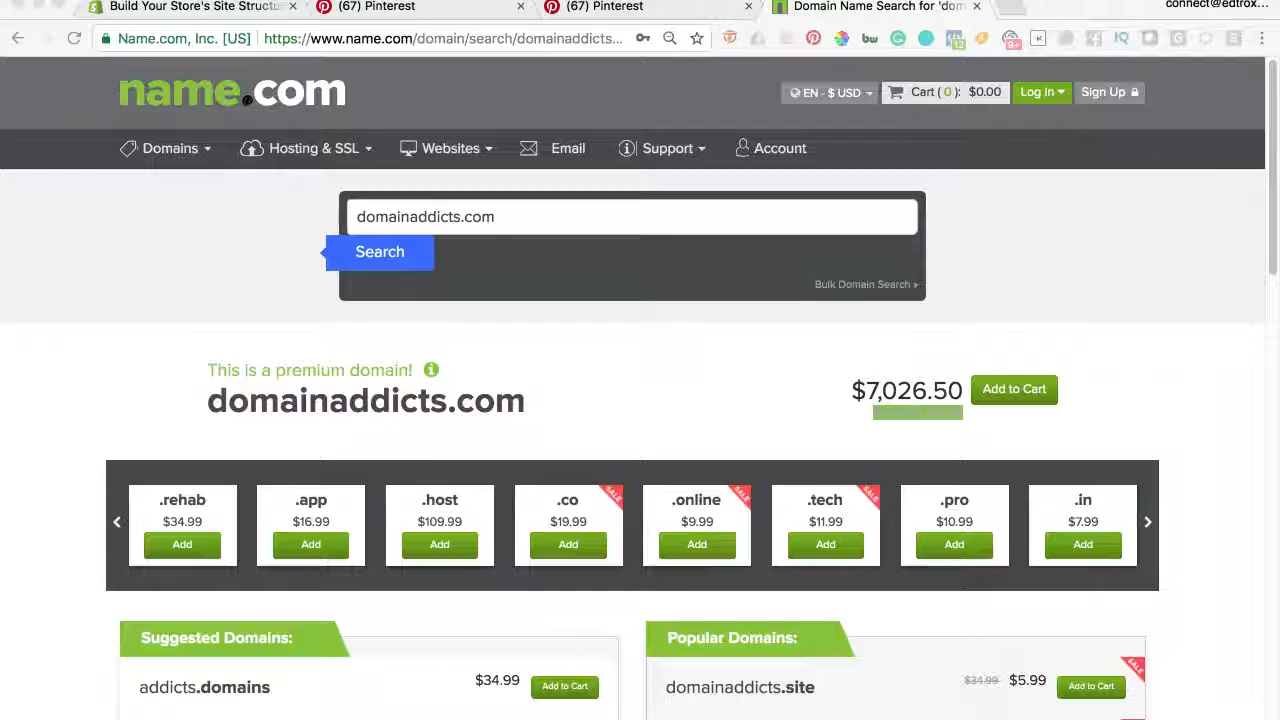 Build Your Store's Site Structu
(67) Pinterest
(67) Pinterest
Domain Name Search for 'dom
connect@edtrox...
Name.com, Inc. [US]
https://www.name.com/domain/search/domainaddicts...
12
9+
name.com
EN - $ USD
Cart ( 0 ): $0.00
Log in
Sign Up
Domains
Hosting & SSL
Websites
Email
Support
Account
domainaddicts.com
Search
Bulk Domain Search
This is a premium domain!
domainaddicts.com
$7,026.50
Add to Cart
.rehab
$34.99
Add
.app
$16.99
Add
.host
$109.99
Add
.co
$19.99
Add
SALE
.online
$9.99
Add
SALE
.tech
$11.99
Add
SALE
.pro
$10.99
Add
.in
$7.99
Add
Suggested Domains:
addicts.domains
$34.99
Add to Cart
Popular Domains:
domainaddicts.site
$34.99
$5.99
Add to Cart
SALE